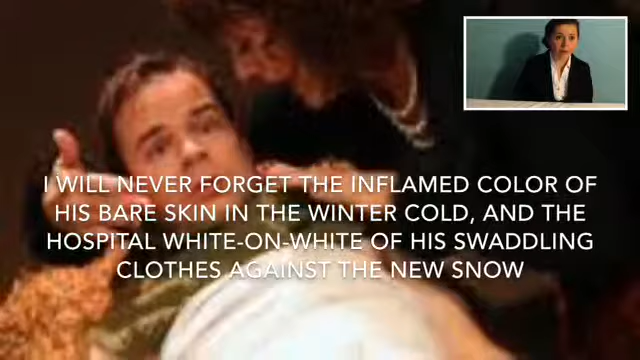 I WILL NEVER FORGET THE INFLAMED COLOR OF
HIS BARE SKIN IN THE WINTER COLD, AND THE
HOSPITAL WHITE-ON-WHITE OF HIS SWADDLING
CLOTHES AGAINST THE NEW SNOW